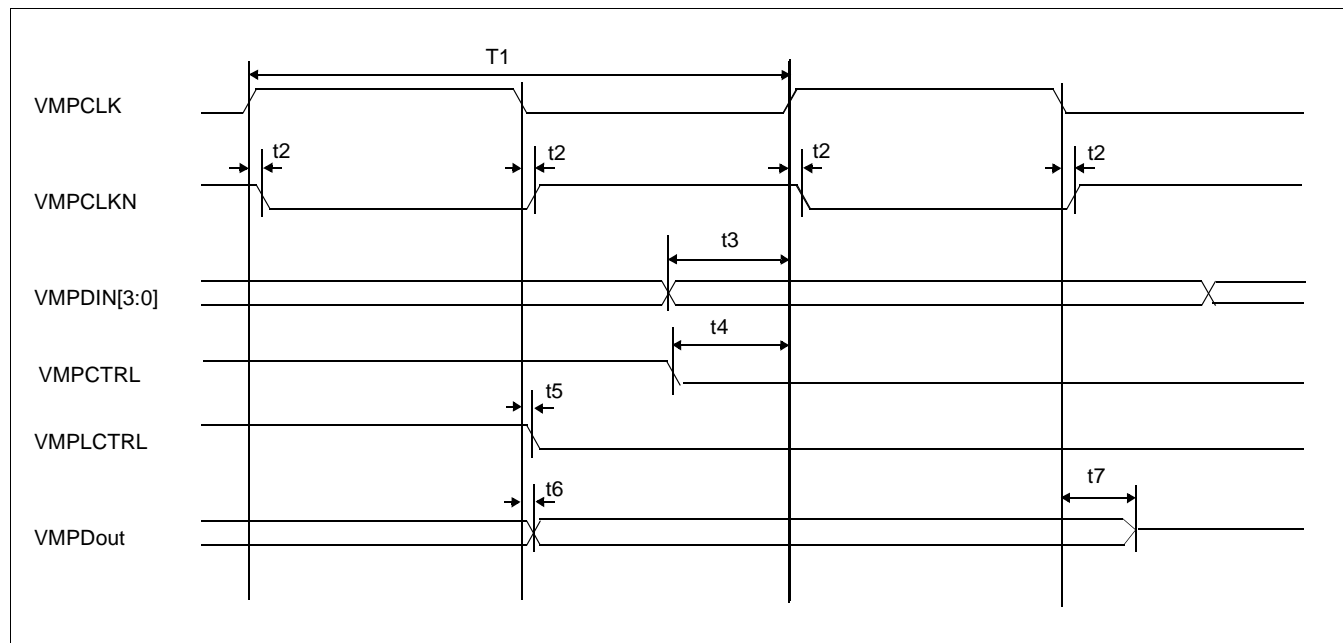 T1
VMPCLK
t2 t2 t2 t2
VMPCLKN
t3
VMPDIN[3:0]
t4
VMPCTRL
t5
VMPLCTRL
t7
t6
VMPDout